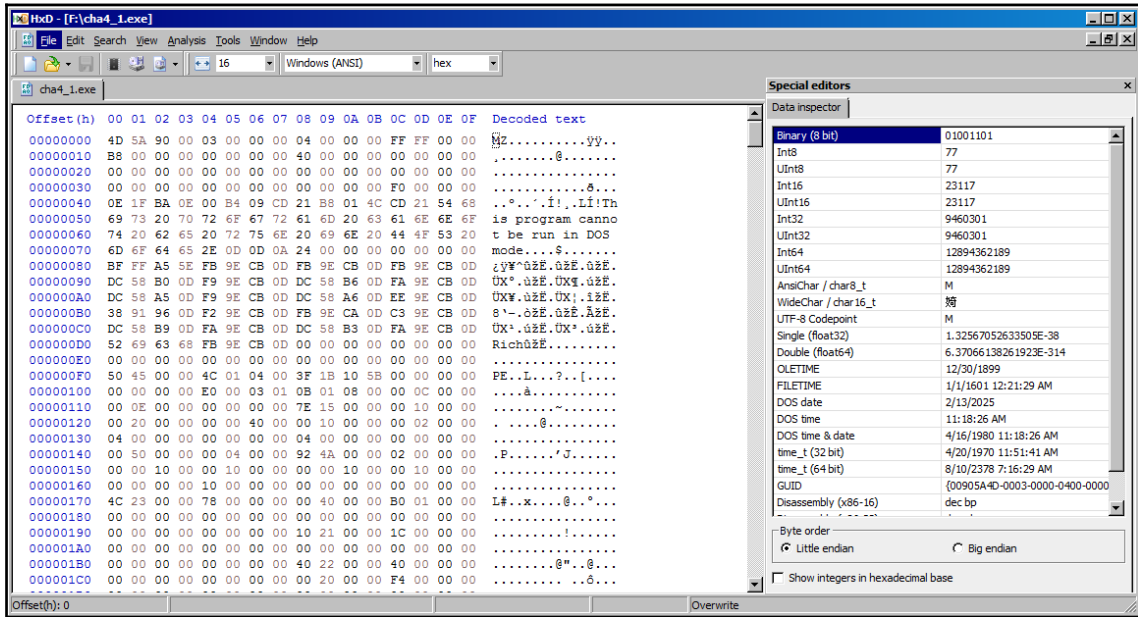 HxD - [F:\cha4_1.exe]
File Edit Search View Analysis Tools Window Help
16 Windows (ANSI) hex
cha4_1.exe
Offset(h) 00 01 02 03 04 05 06 07 08 09 0A 0B 0C 0D 0E 0F Decoded text
00000000 4D 5A 90 00 03 00 00 00 04 00 00 00 FF FF 00 00 MZ..........ÿÿ..
00000010 B8 00 00 00 00 00 00 00 40 00 00 00 00 00 00 00 ¸.......@.......
00000020 00 00 00 00 00 00 00 00 00 00 00 00 00 00 00 00 ................
00000030 00 00 00 00 00 00 00 00 00 00 00 00 F0 00 00 00 ............ð...
00000040 0E 1F BA 0E 00 B4 09 CD 21 B8 01 4C CD 21 54 68 ..º..´.Í!¸.LÍ!Th
00000050 69 73 20 70 72 6F 67 72 61 6D 20 63 61 6E 6E 6F is program canno
00000060 74 20 62 65 20 72 75 6E 20 69 6E 20 44 4F 53 20 t be run in DOS
00000070 6D 6F 64 65 2E 0D 0D 0A 24 00 00 00 00 00 00 00 mode....$.......
00000080 BF FF A5 5E FB 9E CB 0D FB 9E CB 0D FB 9E CB 0D ¿ÿ¥^ûžË.ûžË.ûžË.
00000090 DC 58 B0 0D F9 9E CB 0D DC 58 B6 0D FA 9E CB 0D ÜX°.ùžË.ÜX¶.úžË.
000000A0 DC 58 A5 0D F9 9E CB 0D DC 58 A6 0D EE 9E CB 0D ÜX¥.ùžË.ÜX¦.îžË.
000000B0 38 91 96 0D F2 9E CB 0D FB 9E CA 0D C3 9E CB 0D 8‘–.òžË.ûžÊ.ÃžË.
000000C0 DC 58 B9 0D FA 9E CB 0D DC 58 B3 0D FA 9E CB 0D ÜX¹.úžË.ÜX³.úžË.
000000D0 52 69 63 68 FB 9E CB 0D 00 00 00 00 00 00 00 00 RichûžË.........
000000E0 00 00 00 00 00 00 00 00 00 00 00 00 00 00 00 00 ................
000000F0 50 45 00 00 4C 01 04 00 3F 1B 10 5B 00 00 00 00 PE..L...?..[....
00000100 00 00 00 00 E0 00 03 01 0B 01 08 00 00 0C 00 00 ....à...........
00000110 00 0E 00 00 00 00 00 00 7E 15 00 00 00 10 00 00 ........~.......
00000120 00 20 00 00 00 00 40 00 00 10 00 00 00 02 00 00 . ....@.........
00000130 04 00 00 00 00 00 00 00 04 00 00 00 00 00 00 00 ................
00000140 00 50 00 00 00 04 00 00 92 4A 00 00 02 00 00 00 .P......’J......
00000150 00 00 10 00 00 10 00 00 00 00 10 00 00 10 00 00 ................
00000160 00 00 00 00 10 00 00 00 00 00 00 00 00 00 00 00 ................
00000170 4C 23 00 00 78 00 00 00 00 40 00 00 B0 01 00 00 L#..x....@..°...
00000180 00 00 00 00 00 00 00 00 00 00 00 00 00 00 00 00 ................
00000190 00 00 00 00 00 00 00 00 10 21 00 00 1C 00 00 00 .........!......
000001A0 00 00 00 00 00 00 00 00 00 00 00 00 00 00 00 00 ................
000001B0 00 00 00 00 00 00 00 00 40 22 00 00 40 00 00 00 ........@"..@...
000001C0 00 00 00 00 00 00 00 00 00 20 00 00 F4 00 00 00 ......... ..ô...
Special editors
Data inspector
Binary (8 bit) 01001101
Int8 77
UInt8 77
Int16 23117
UInt16 23117
Int32 9460301
UInt32 9460301
Int64 12894362189
UInt64 12894362189
AnsiChar / char8_t M
WideChar / char16_t 婍
UTF-8 Codepoint M
Single (float32) 1.32567052633505E-38
Double (float64) 6.37066138261923E-314
OLETIME 12/30/1899
FILETIME 1/1/1601 12:21:29 AM
DOS date 2/13/2025
DOS time 11:18:26 AM
DOS time & date 4/16/1980 11:18:26 AM
time_t (32 bit) 4/20/1970 11:51:41 AM
time_t (64 bit) 8/10/2378 7:16:29 AM
GUID {00905A4D-0003-0000-0400-0000
Disassembly (x86-16) dec bp
Byte order
Little endian Big endian
Show integers in hexadecimal base
Offset(h): 0 Overwrite